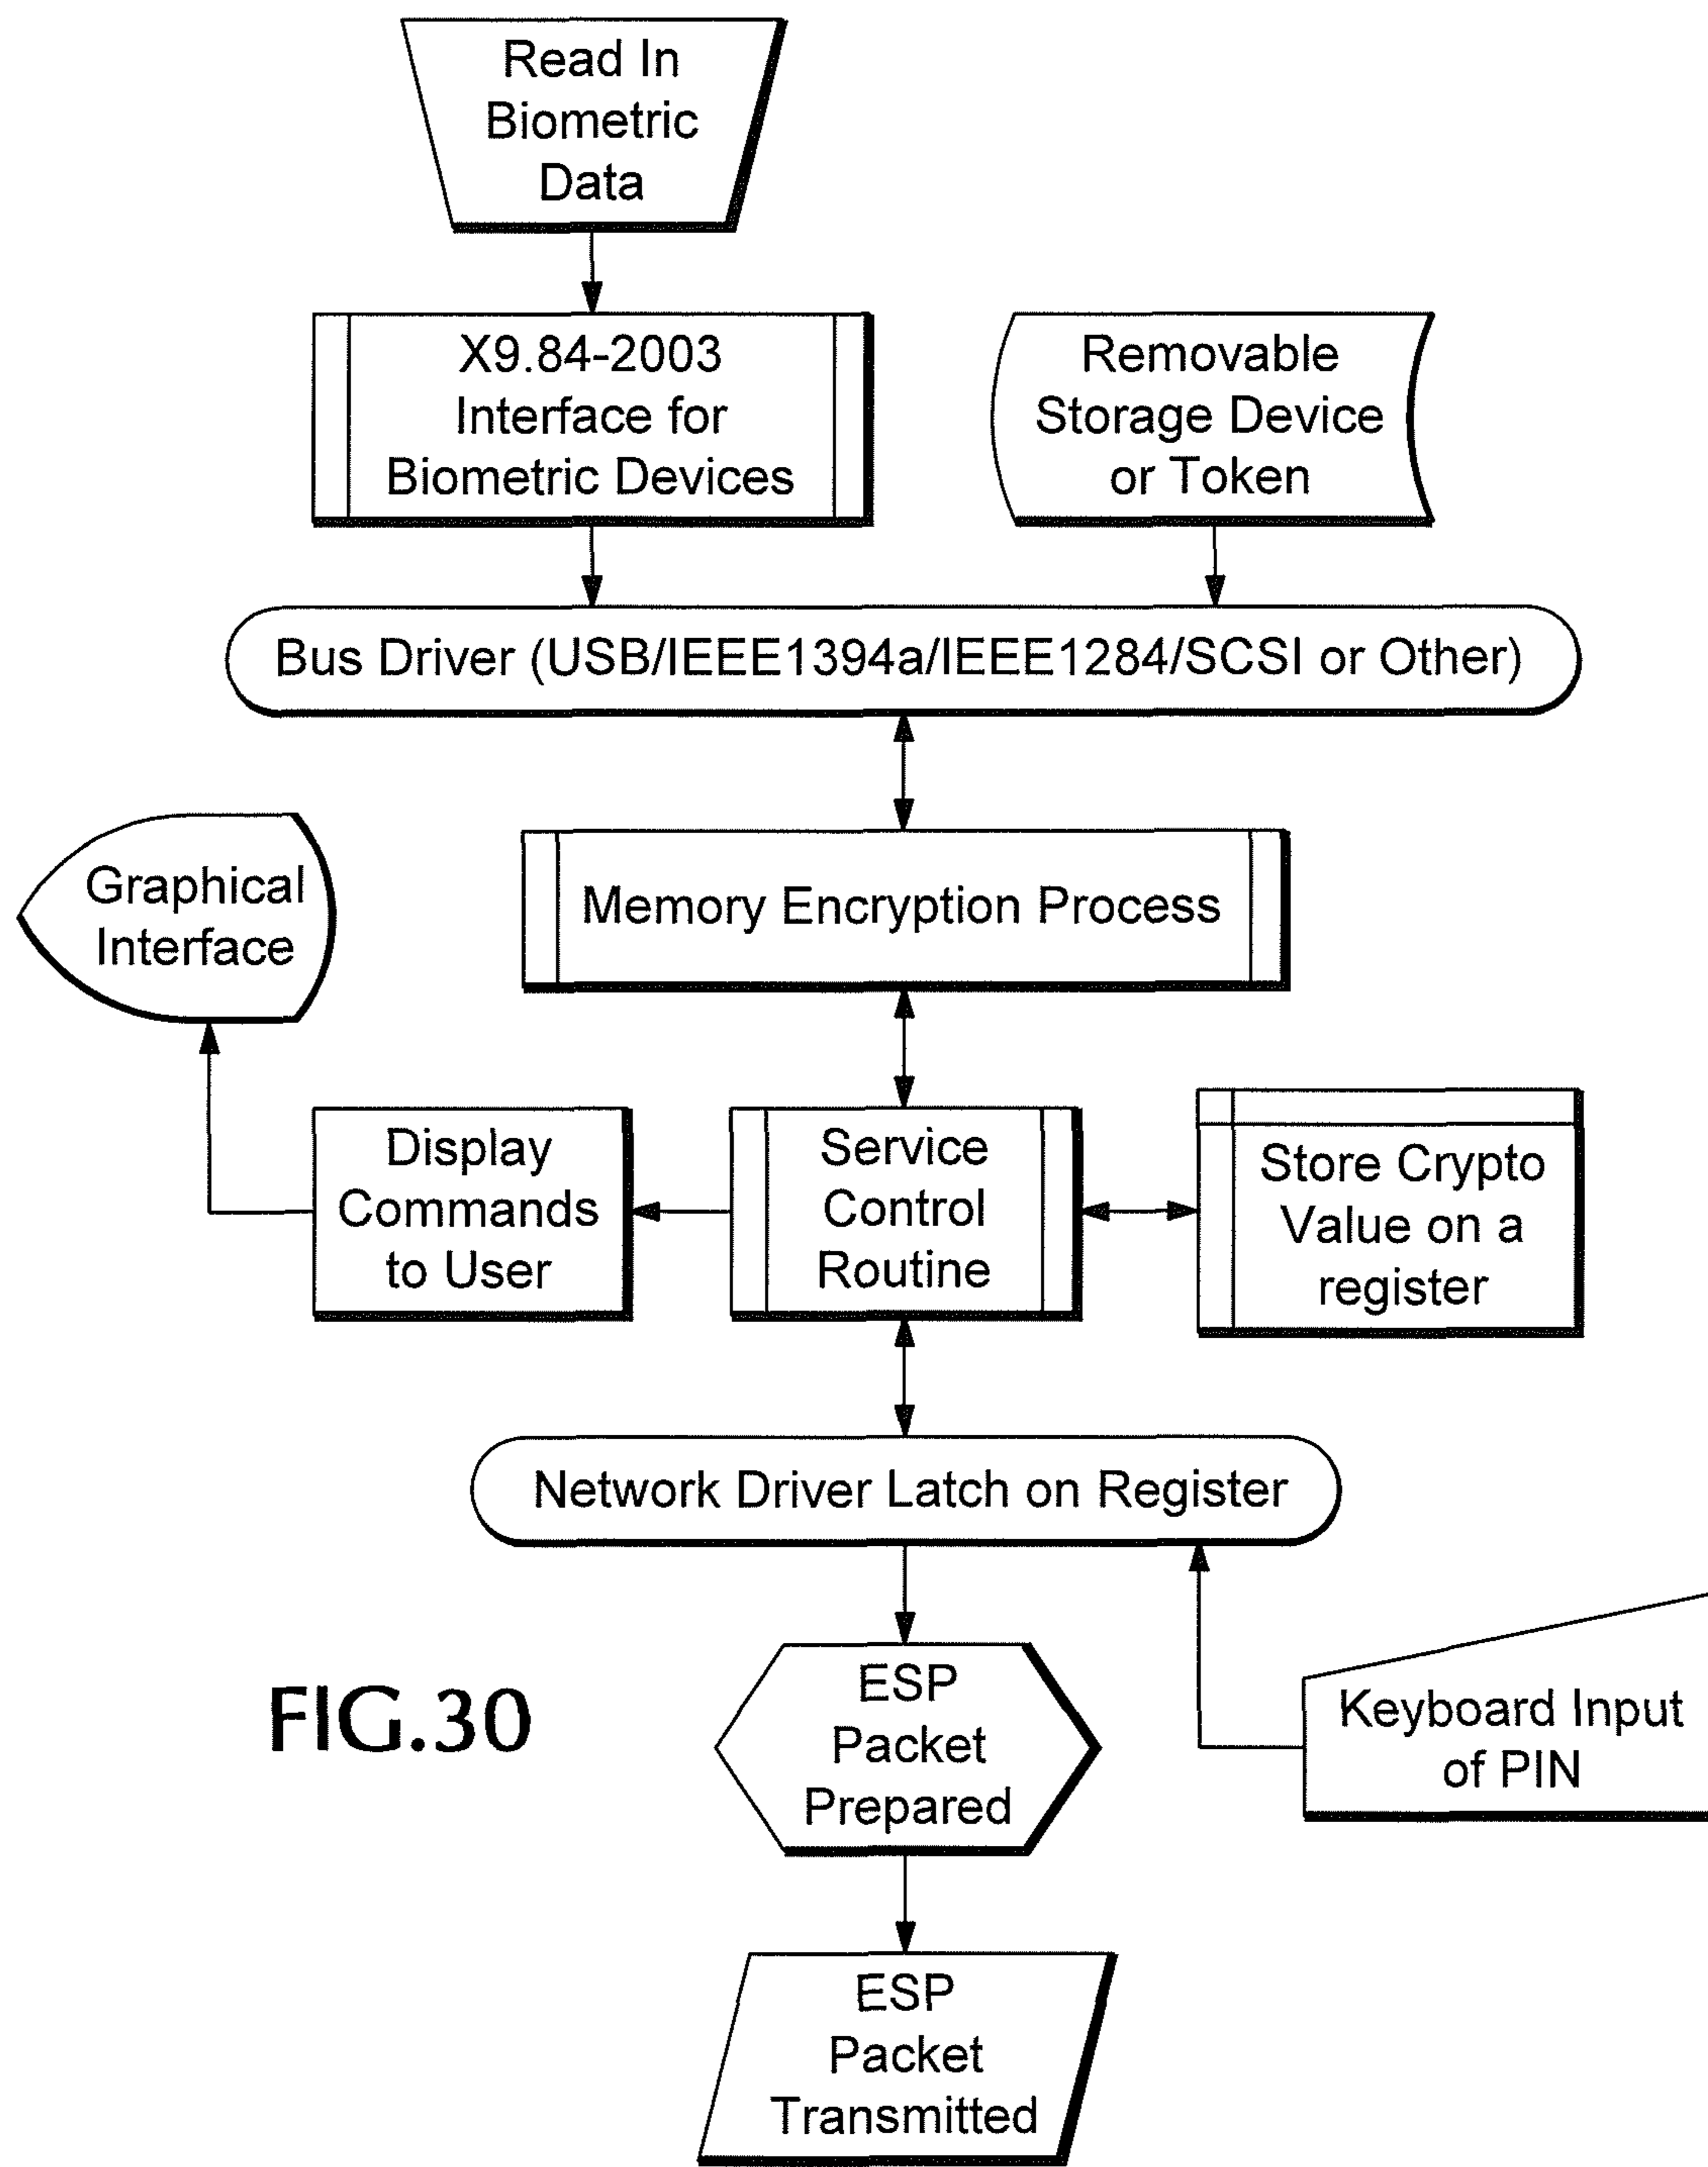 Read In
Biometric
Data
X9.84-2003
Interface for
Biometric Devices
Removable
Storage Device
or Token
Bus Driver (USB/IEEE1394a/IEEE1284/SCSI or Other)
Graphical
Interface
Memory Encryption Process
Display
Commands
to User
Service
Control
Routine
Store Crypto
Value on a
register
Network Driver Latch on Register
ESP
Packet
Prepared
FIG.30
Keyboard Input
of PIN
ESP
Packet
Transmitted